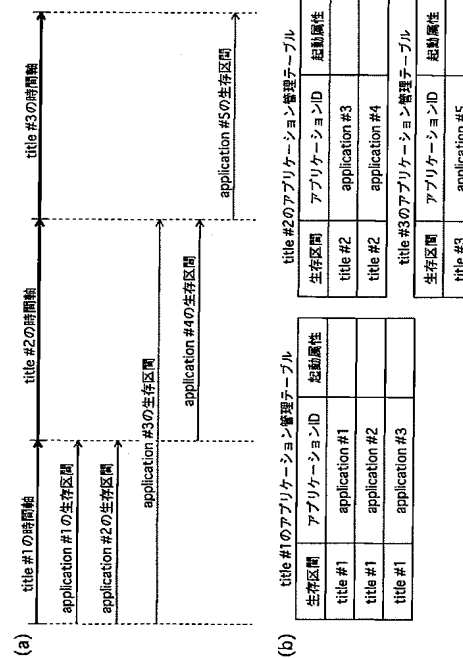 (a)
title #1の時間軸
title #2の時間軸
title #3の時間軸
application #1の生存区間
application #2の生存区間
application #3の生存区間
application #4の生存区間
application #5の生存区間
(b)
title #1のアプリケーション管理テーブル
生存区間 アプリケーションID 起動属性
title #1 application #1
title #1 application #2
title #1 application #3
title #2のアプリケーション管理テーブル
生存区間 アプリケーションID 起動属性
title #2 application #3
title #2 application #4
title #3のアプリケーション管理テーブル
生存区間 アプリケーションID 起動属性
title #3 application #5